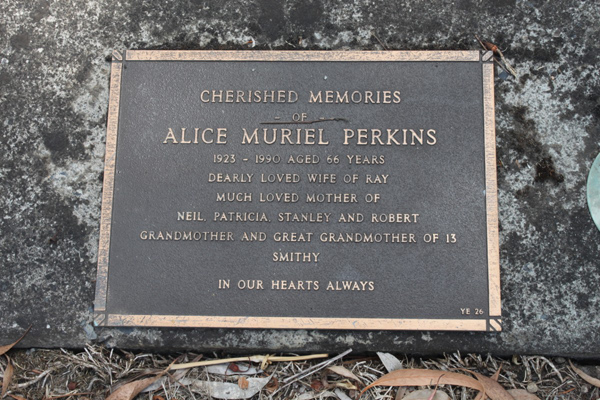 CHERISHED MEMORIES
- OF -
ALICE MURIEL PERKINS
1923 - 1990 AGED 66 YEARS
DEARLY LOVED WIFE OF RAY
MUCH LOVED MOTHER OF
NEIL, PATRICIA, STANLEY AND ROBERT
GRANDMOTHER AND GREAT GRANDMOTHER OF 13
SMITHY
IN OUR HEARTS ALWAYS
YE 26